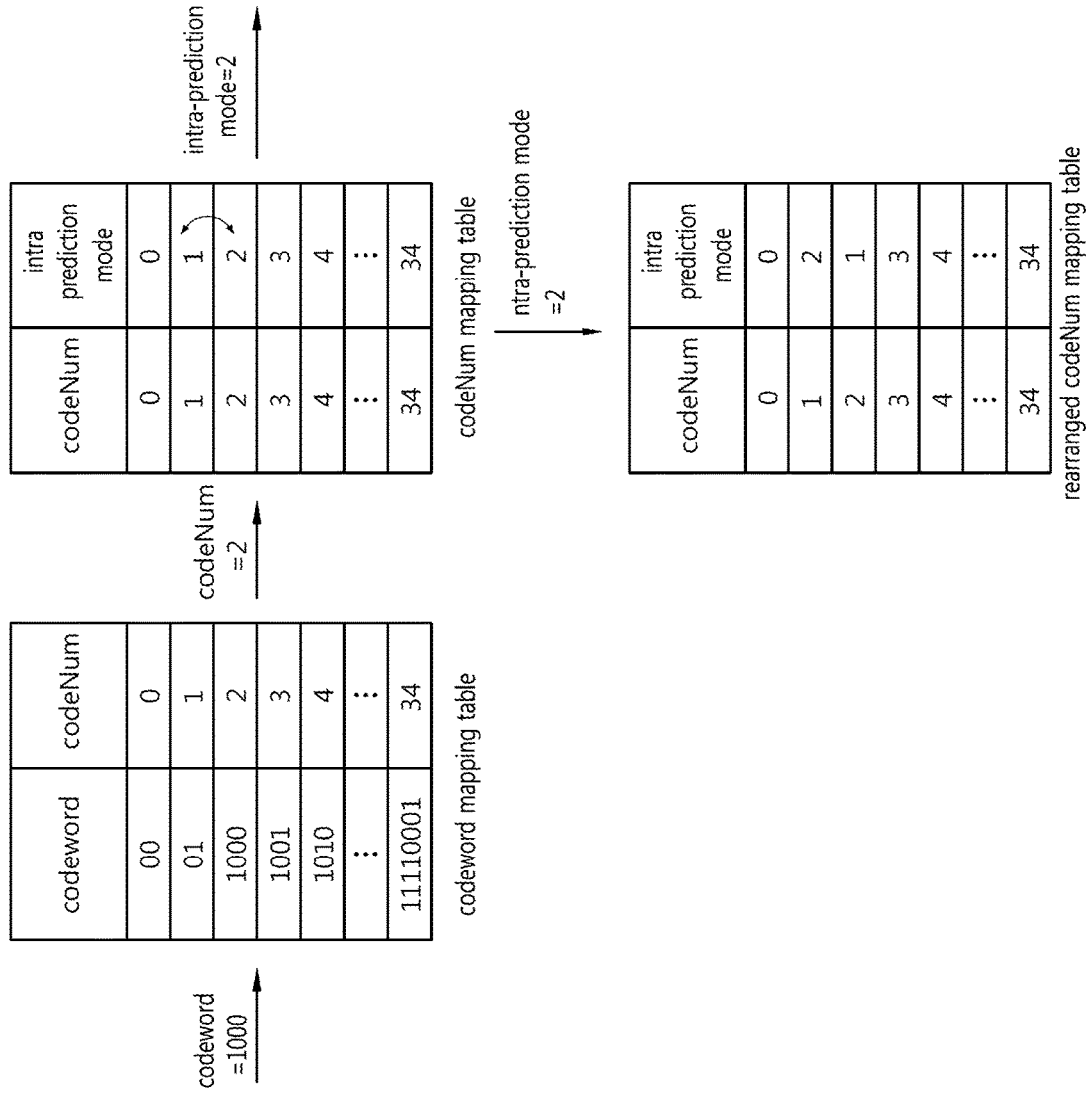 codeword
=1000
codeword codeNum
00 0
01 1
1000 2
1001 3
1010 4
⋮ ⋮
11110001 34
codeword mapping table
codeNum
=2
codeNum intra
prediction
mode
0 0
1 1
2 2
3 3
4 4
⋮ ⋮
34 34
codeNum mapping table
intra-prediction
mode=2
ntra-prediction mode
=2
codeNum intra
prediction
mode
0 0
1 2
2 1
3 3
4 4
⋮ ⋮
34 34
rearranged codeNum mapping table